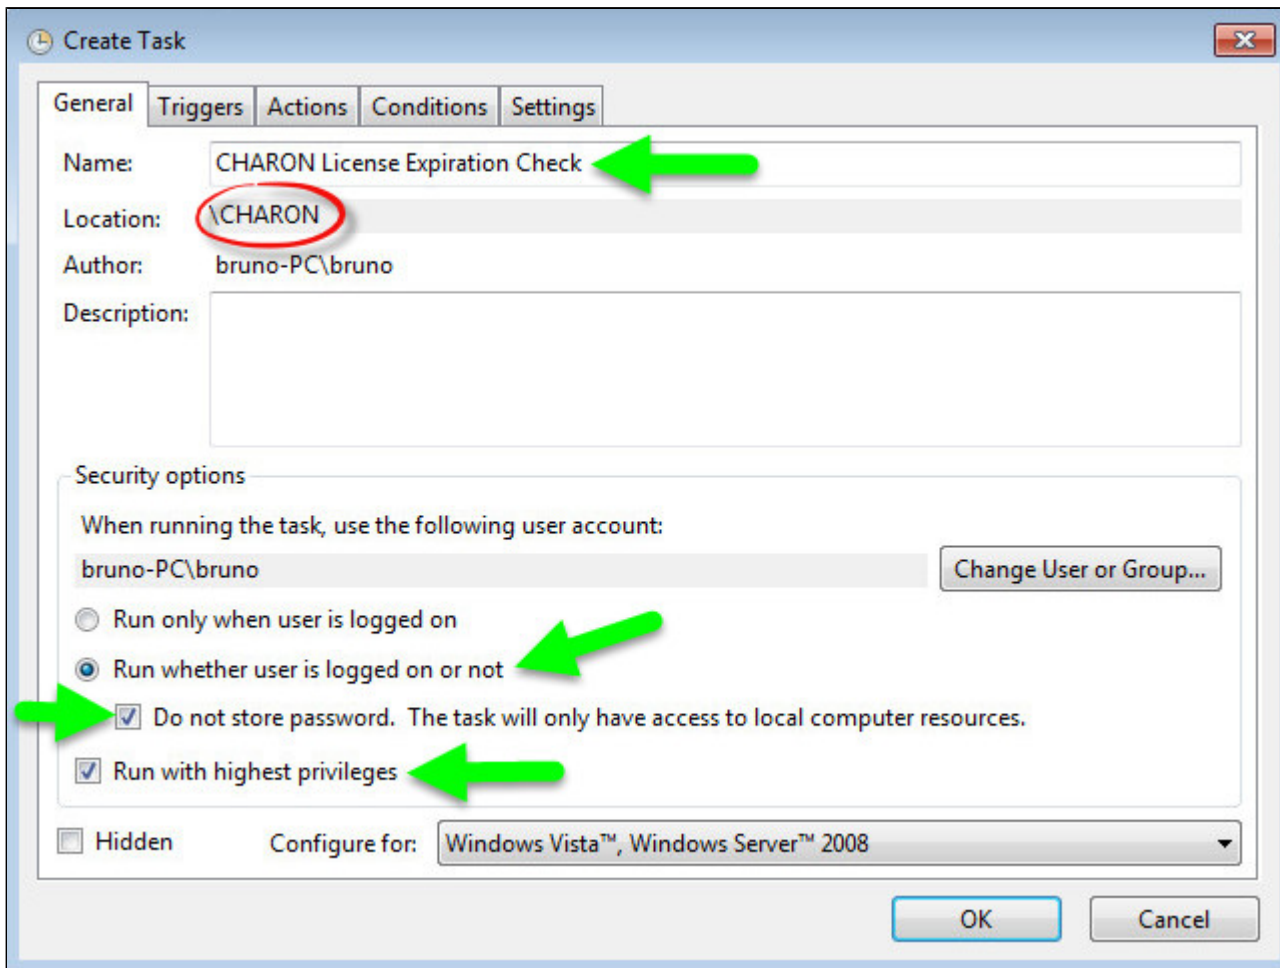 Create Task
General Triggers Actions Conditions Settings
Name: CHARON License Expiration Check
Location: \CHARON
Author: bruno-PC\bruno
Description:
Security options
When running the task, use the following user account:
bruno-PC\bruno Change User or Group...
Run only when user is logged on
Run whether user is logged on or not
Do not store password. The task will only have access to local computer resources.
Run with highest privileges
Hidden Configure for: Windows Vista™, Windows Server™ 2008
OK Cancel